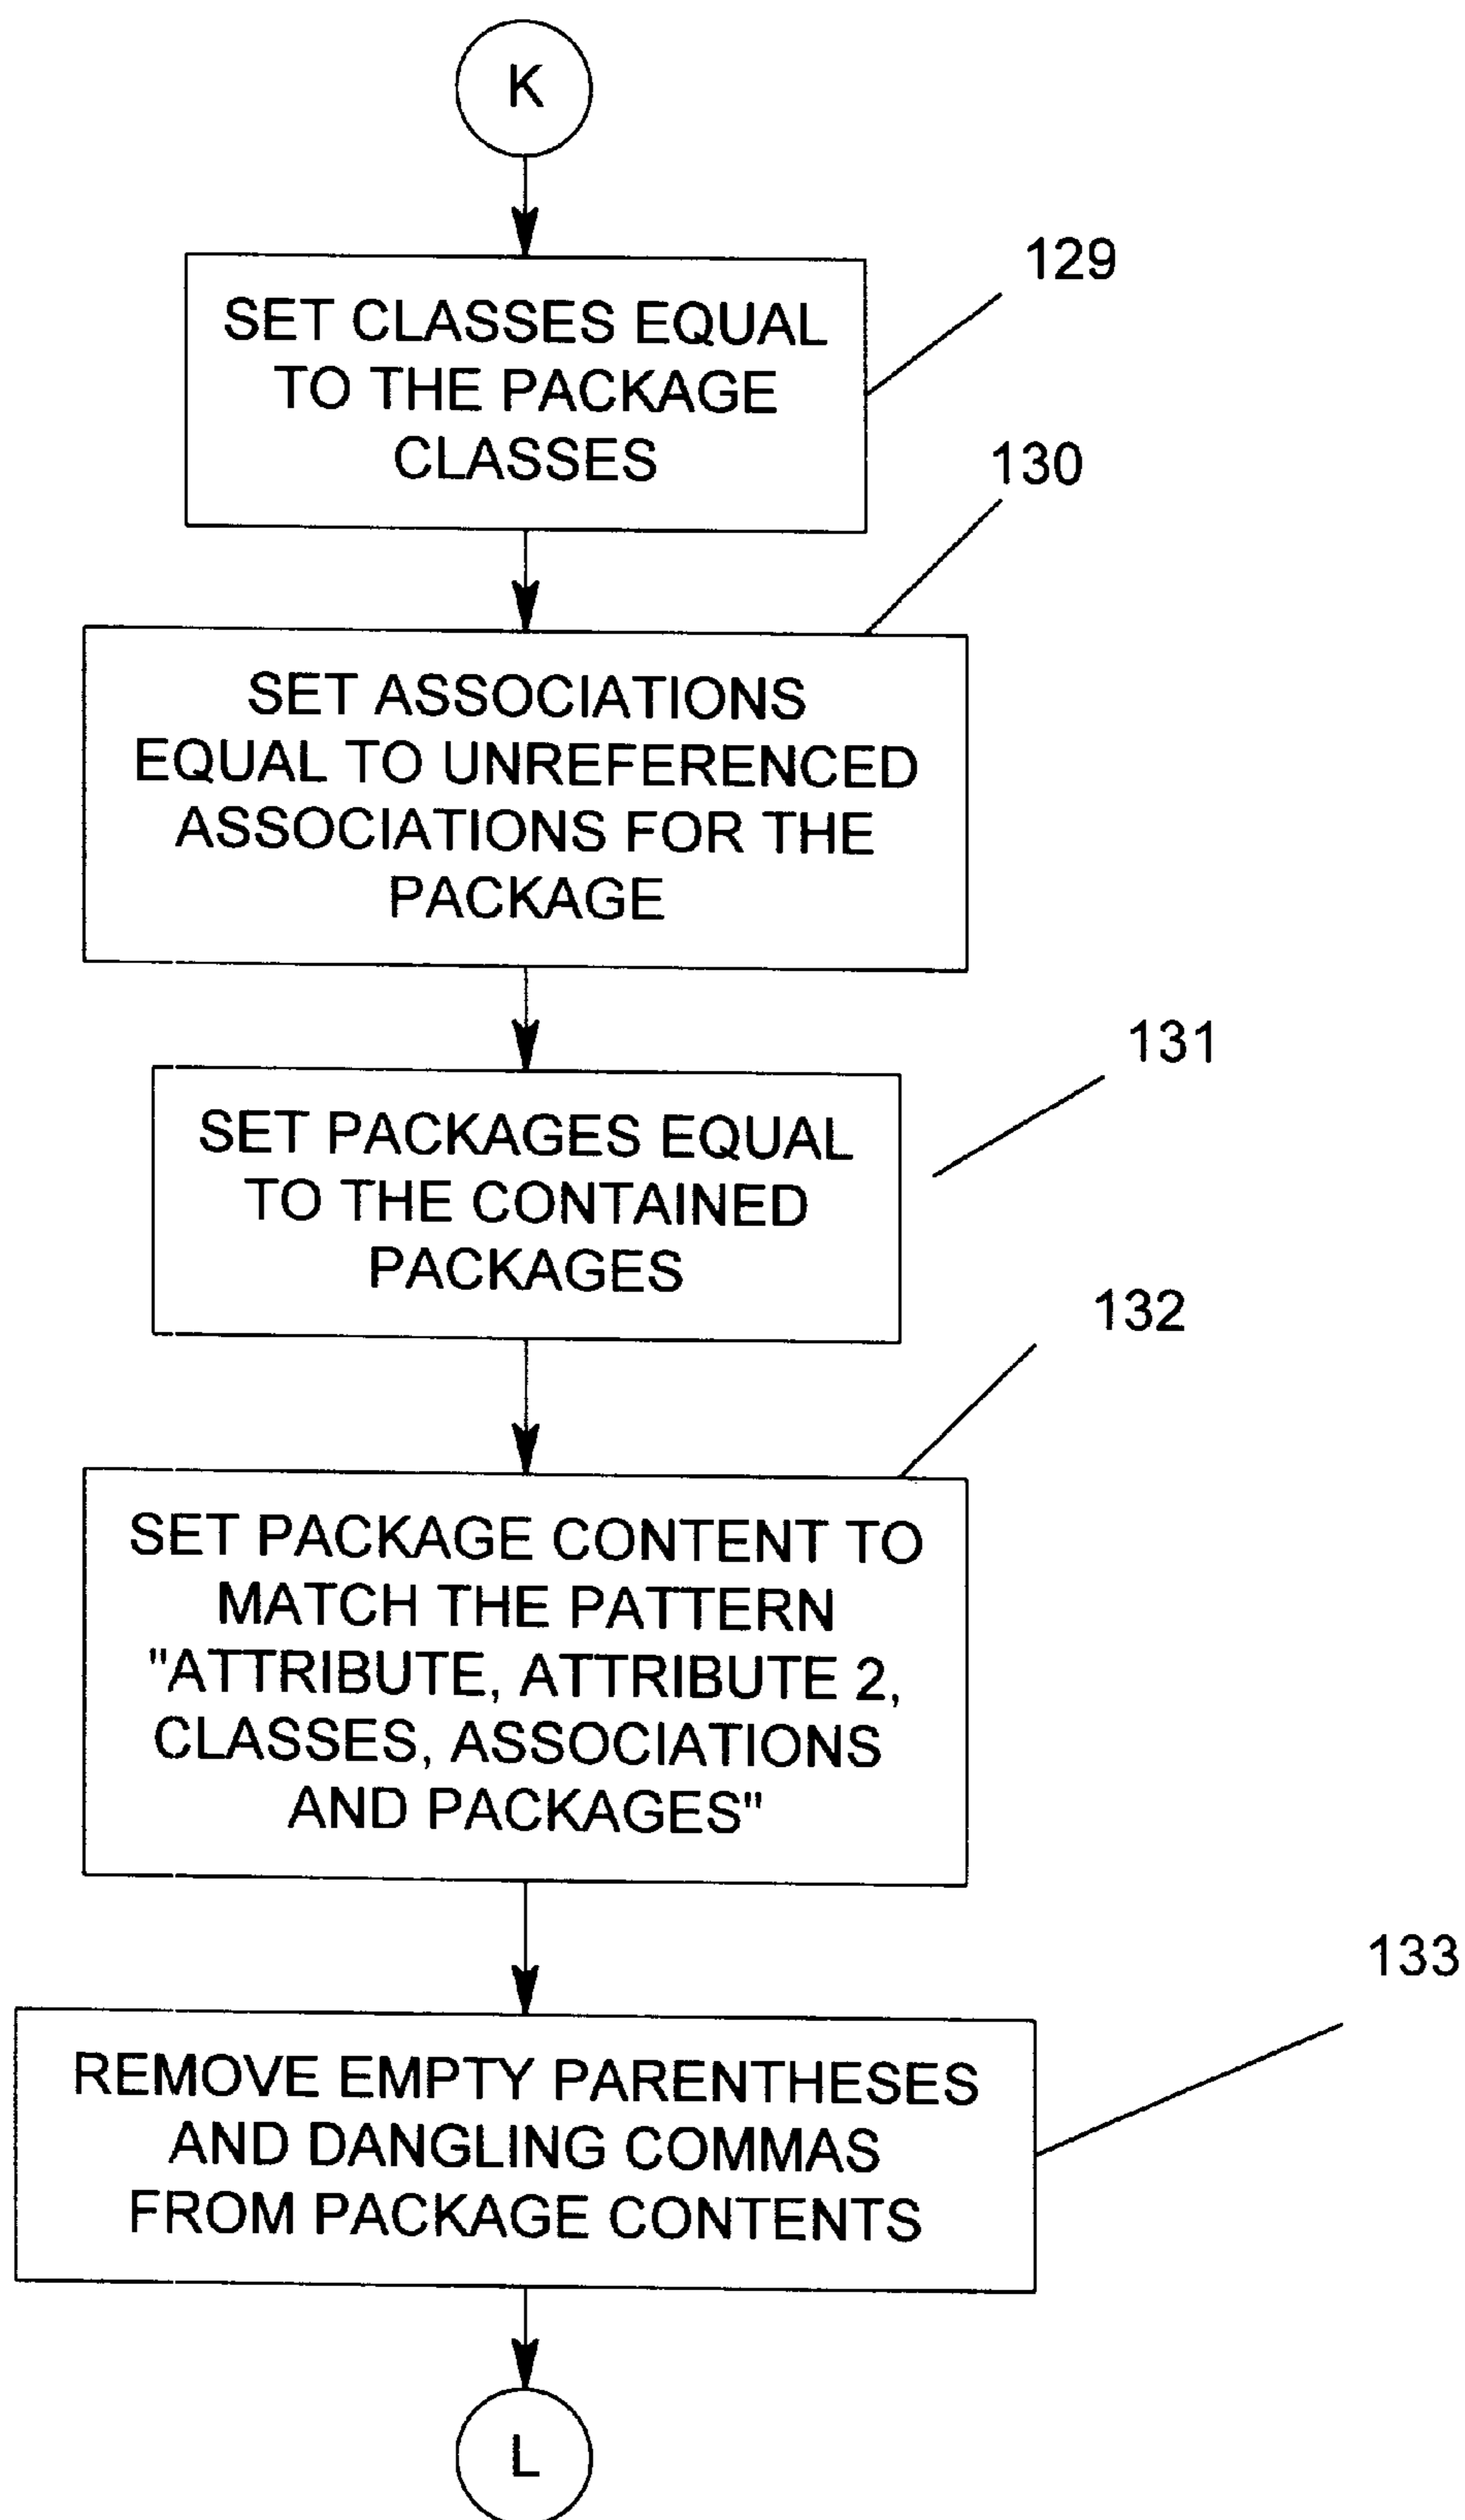 K
129
SET CLASSES EQUAL
TO THE PACKAGE
CLASSES
130
SET ASSOCIATIONS
EQUAL TO UNREFERENCED
ASSOCIATIONS FOR THE
PACKAGE
131
SET PACKAGES EQUAL
TO THE CONTAINED
PACKAGES
132
SET PACKAGE CONTENT TO
MATCH THE PATTERN
"ATTRIBUTE, ATTRIBUTE 2,
CLASSES, ASSOCIATIONS
AND PACKAGES"
133
REMOVE EMPTY PARENTHESES
AND DANGLING COMMAS
FROM PACKAGE CONTENTS
L